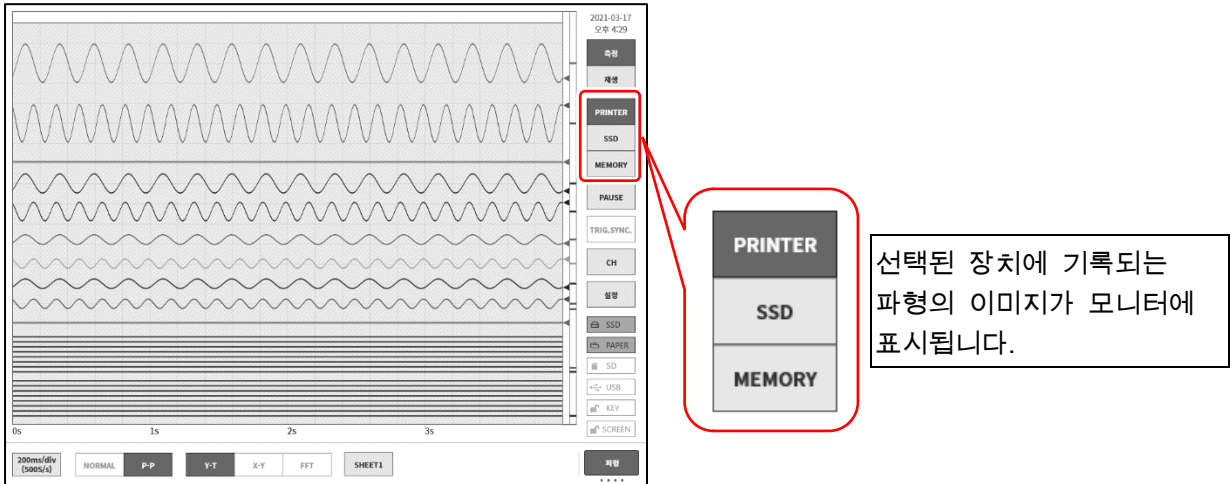 2021-03-17
오후 4:29
측정
재생
PRINTER
SSD
MEMORY
PAUSE
TRIG.SYNC.
CH
설정
SSD
PAPER
SD
USB
KEY
SCREEN
0s 1s 2s 3s
200ms/div
(500S/s)
NORMAL P-P Y-T X-Y FFT SHEET1 파형
PRINTER
SSD
MEMORY
선택된 장치에 기록되는
파형의 이미지가 모니터에
표시됩니다.